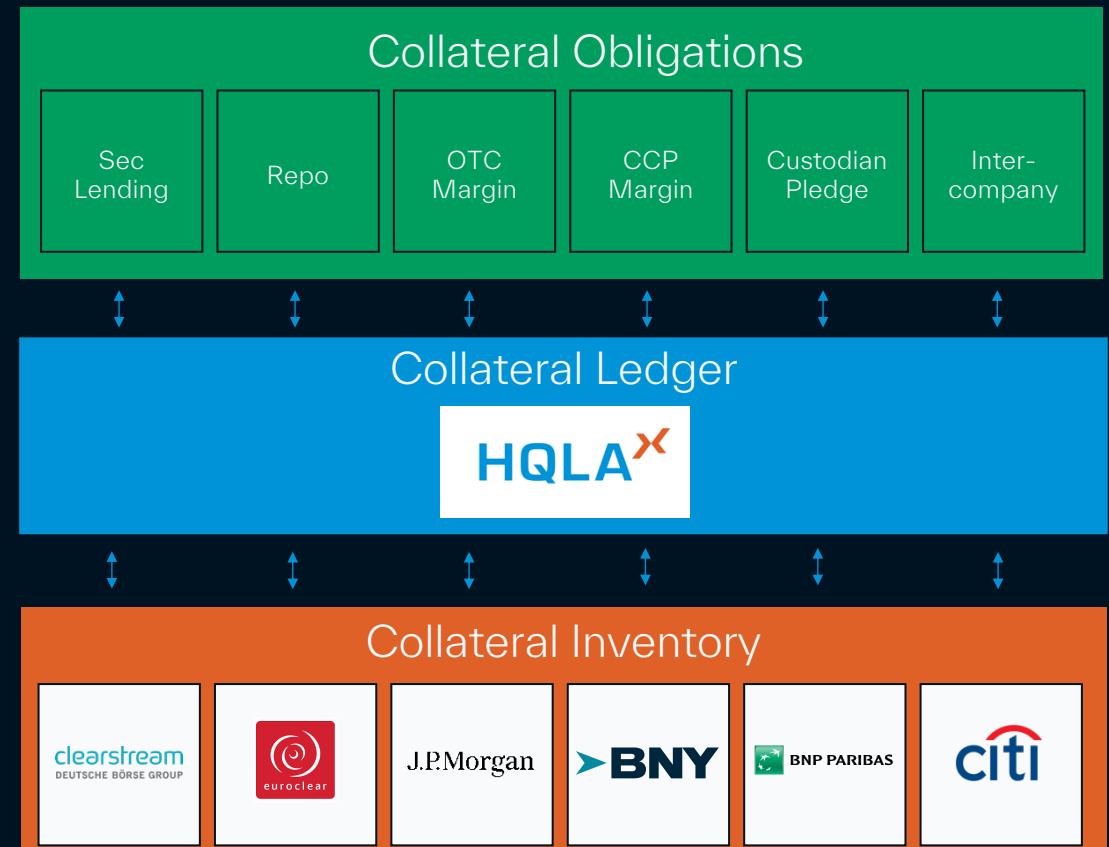 Collateral Obligations
Sec
Lending
Repo
OTC
Margin
CCP
Margin
Custodian
Pledge
Inter-
company
Collateral Ledger
HQLAX
Collateral Inventory
clearstream
DEUTSCHE BÖRSE GROUP
euroclear
J.P.Morgan
BNY
BNP PARIBAS
citi